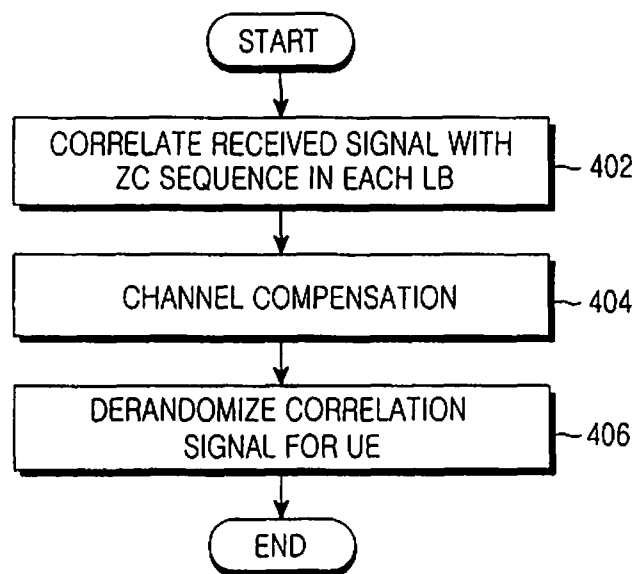 START
CORRELATE RECEIVED SIGNAL WITH
ZC SEQUENCE IN EACH LB
402
CHANNEL COMPENSATION
404
DERANDOMIZE CORRELATION
SIGNAL FOR UE
406
END